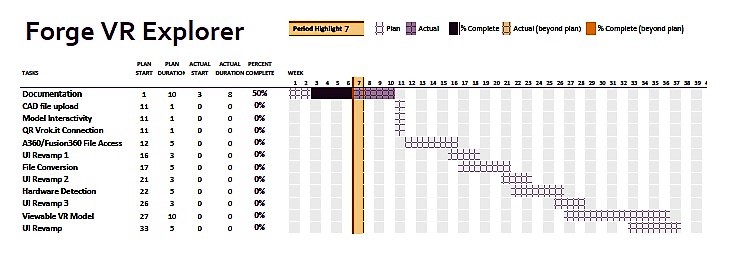 Forge VR Explorer
Period Highlight 7 Plan Actual % Complete Actual (beyond plan) % Complete (beyond plan)
TASKS PLAN START PLAN DURATION ACTUAL START ACTUAL DURATION PERCENT COMPLETE WEEK
1 2 3 4 5 6 7 8 9 10 11 12 13 14 15 16 17 18 19 20 21 22 23 24 25 26 27 28 29 30 31 32 33 34 35 36 37 38 39
Documentation 1 10 3 8 50%
CAD file upload 11 1 0 0 0%
Model Interactivity 11 1 0 0 0%
QR Vrok.it Connection 11 1 0 0 0%
A360/Fusion360 File Access 12 5 0 0 0%
UI Revamp 1 16 3 0 0 0%
File Conversion 17 5 0 0 0%
UI Revamp 2 21 3 0 0 0%
Hardware Detection 22 5 0 0 0%
UI Revamp 3 26 3 0 0 0%
Viewable VR Model 27 10 0 0 0%
UI Revamp 33 5 0 0 0%